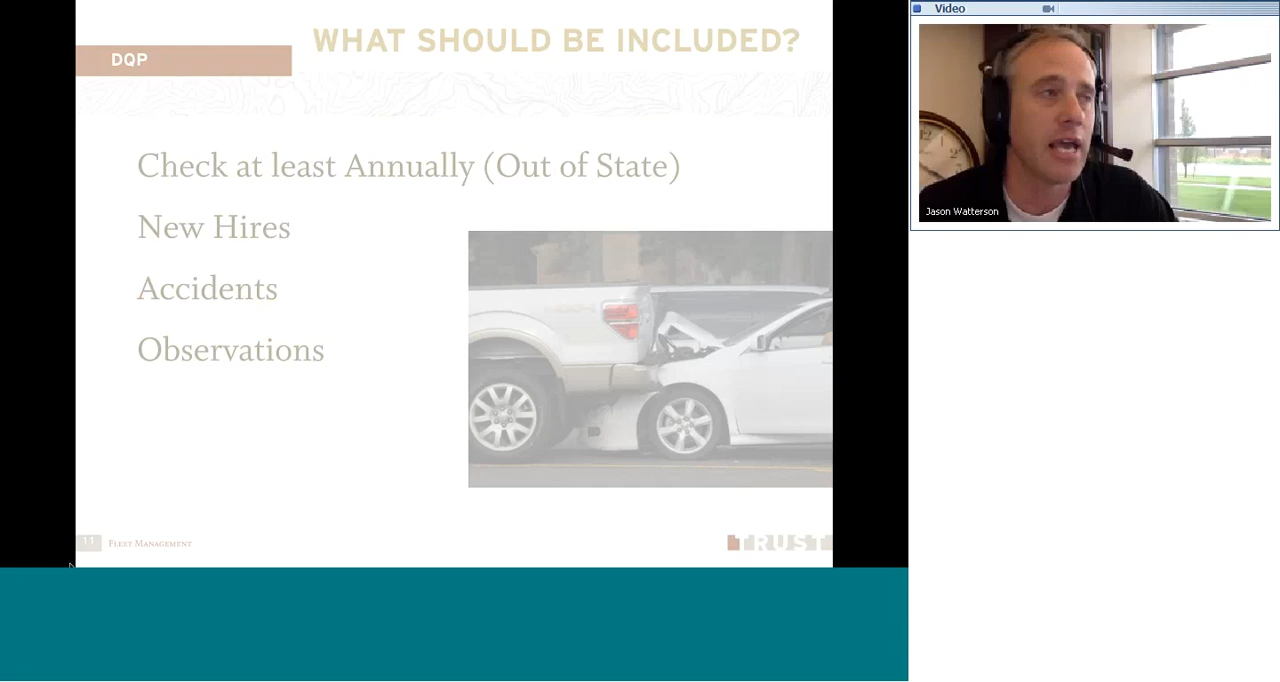 WHAT SHOULD BE INCLUDED?
DQP
Check at least Annually (Out of State)
New Hires
Accidents
Observations
11 Fleet Management
TRUST
Video
Jason Watterson